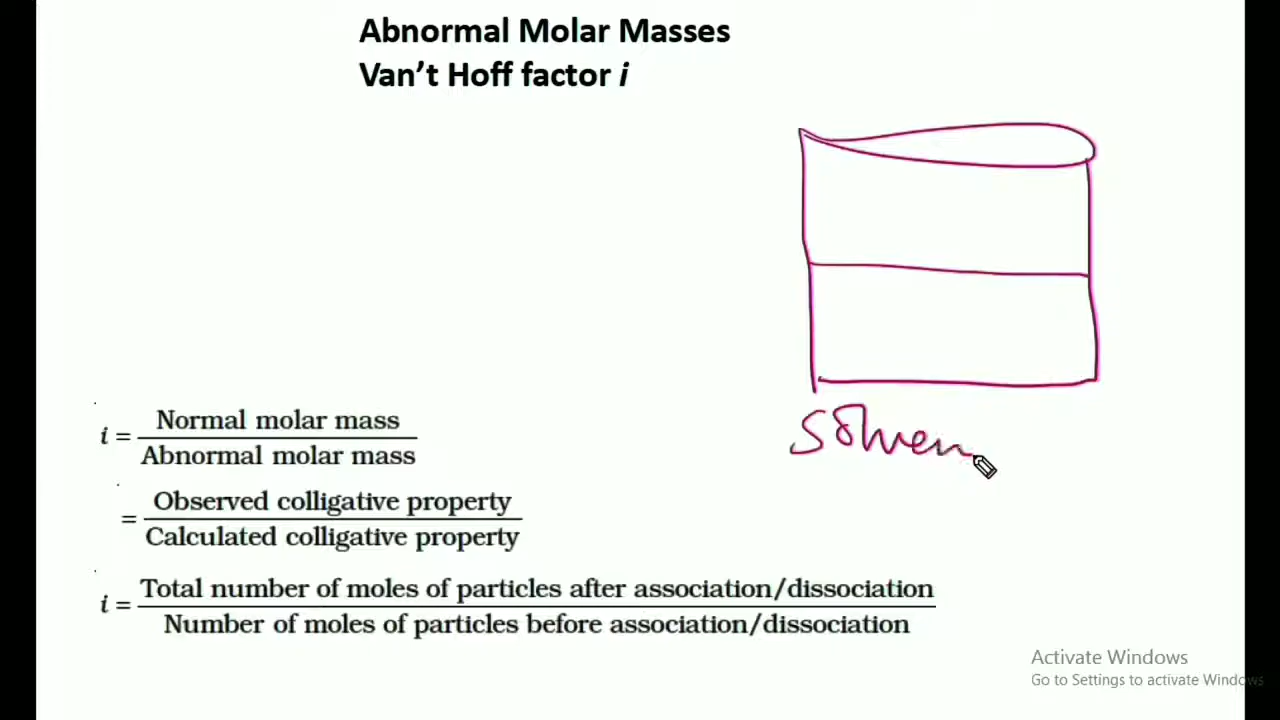 Abnormal Molar Masses
Van't Hoff factor i
i = Normal molar mass
Abnormal molar mass
= Observed colligative property
Calculated colligative property
i = Total number of moles of particles after association/dissociation
Number of moles of particles before association/dissociation
Solven
Activate Windows
Go to Settings to activate Windows